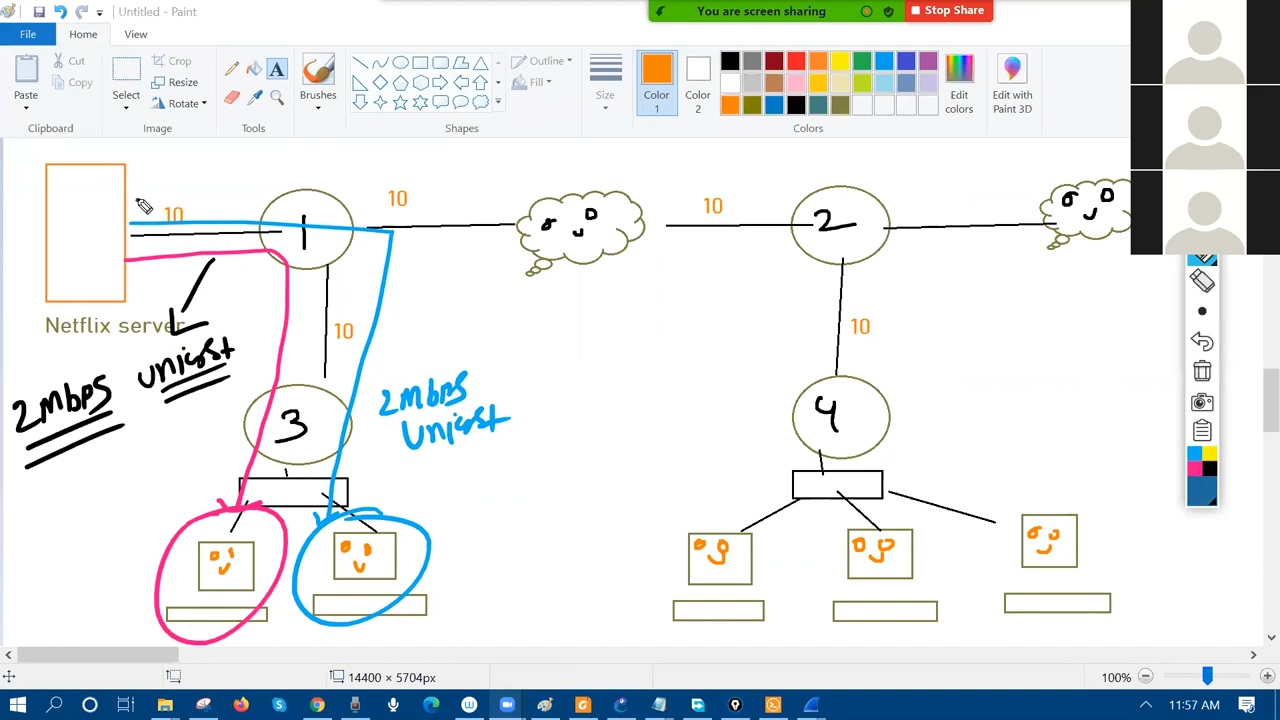 Untitled - Paint
You are screen sharing
Stop Share
File
Home
View
Paste
Cut
Copy
Clipboard
Select
Crop
Resize
Rotate
Image
Tools
Brushes
Shapes
Outline
Fill
Size
Color
1
Color
2
Edit
colors
Edit with
Paint 3D
Colors
10
1
10
10
2
Netflix server
10
10
2Mbps
unicast
2Mbps
Unicast
3
4
14400 × 5704px
100%
11:57 AM